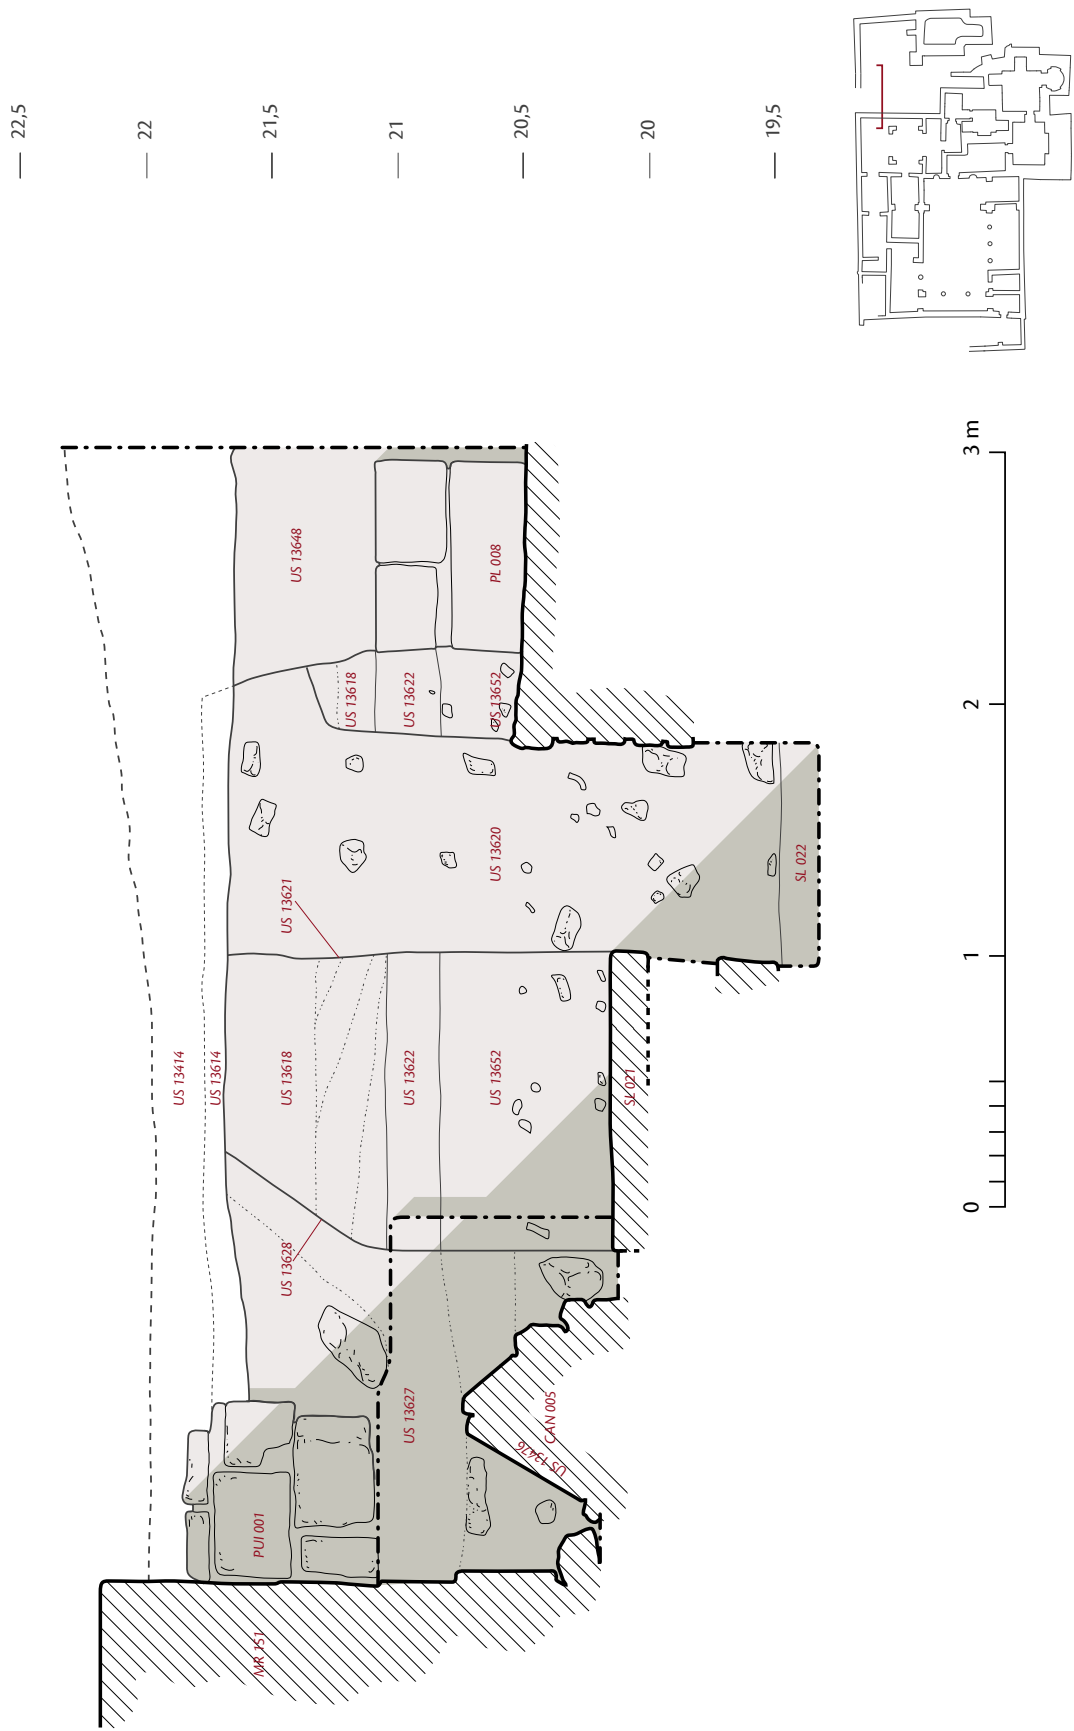 22,5
22
21,5
21
20,5
20
19,5
US 13648
PL 008
US 13618
US 13622
US 13652
US 13620
US 13621
SL 022
US 13414
US 13614
US 13618
US 13622
US 13652
SL 021
US 13628
US 13627
CAN 005
US 13476
PUI 001
MR 151
0
1
2
3 m